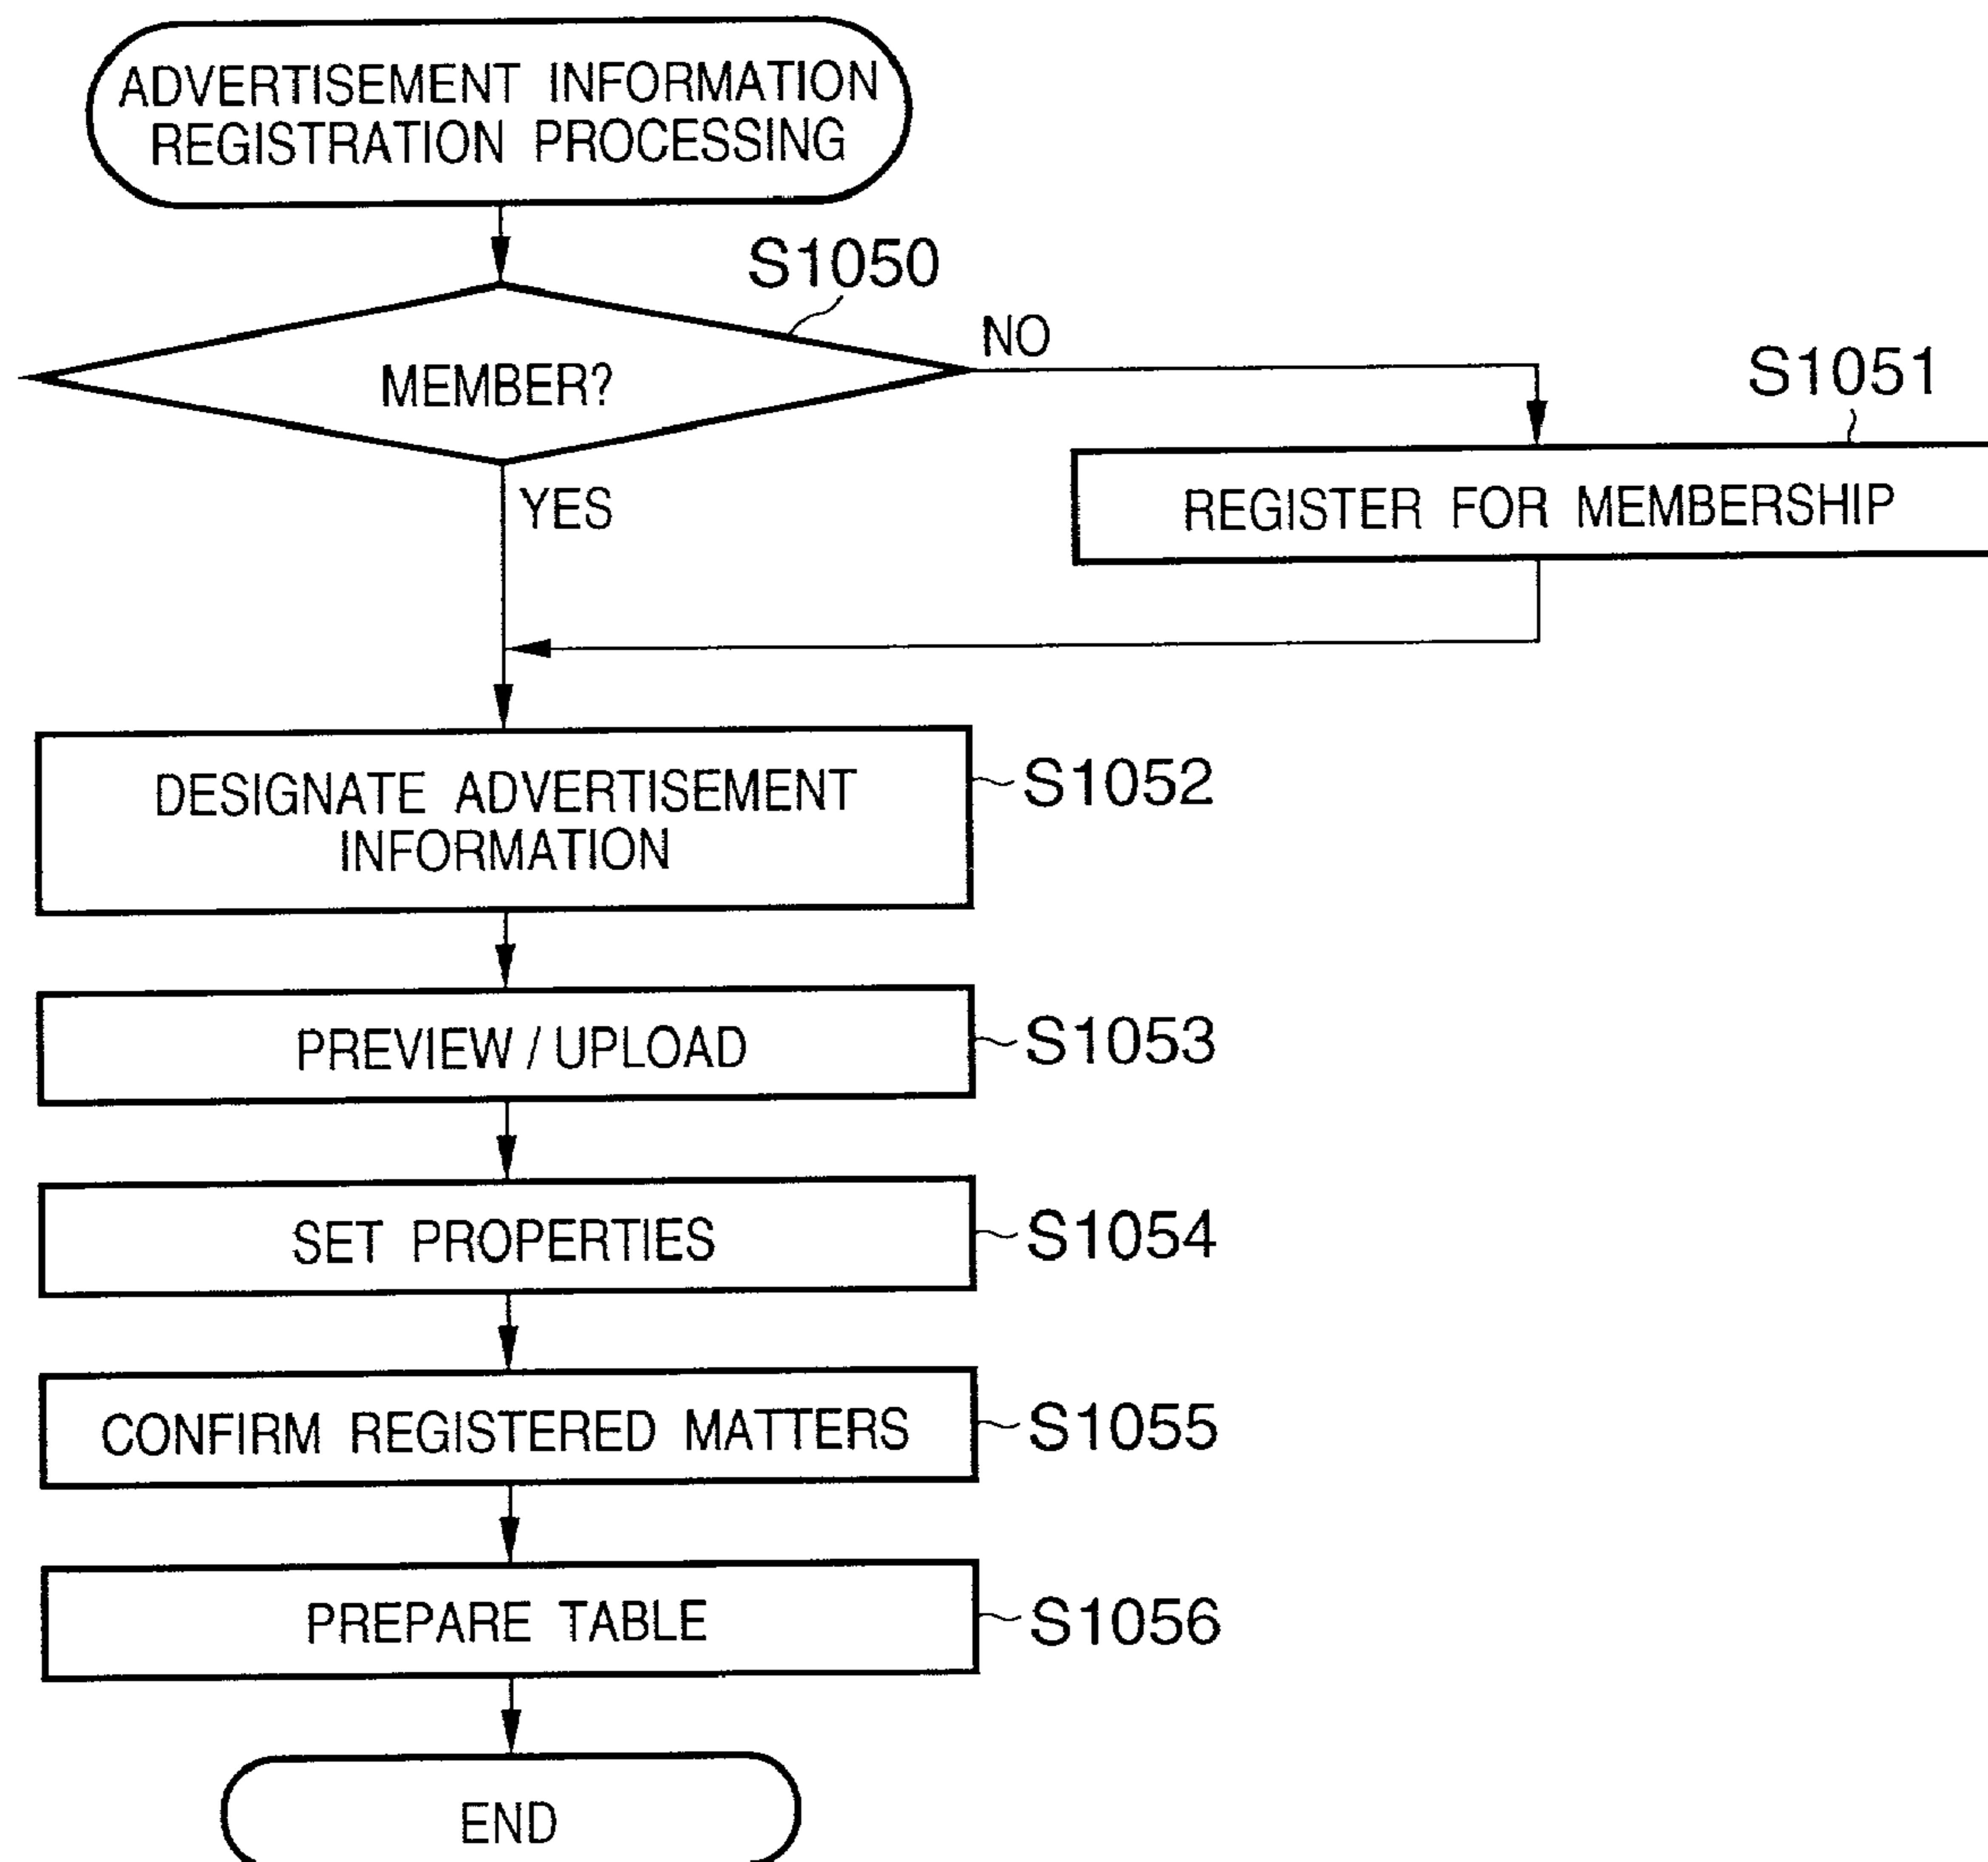 ADVERTISEMENT INFORMATION
REGISTRATION PROCESSING
S1050
MEMBER?
NO
S1051
REGISTER FOR MEMBERSHIP
YES
DESIGNATE ADVERTISEMENT
INFORMATION
S1052
PREVIEW / UPLOAD
S1053
SET PROPERTIES
S1054
CONFIRM REGISTERED MATTERS
S1055
PREPARE TABLE
S1056
END